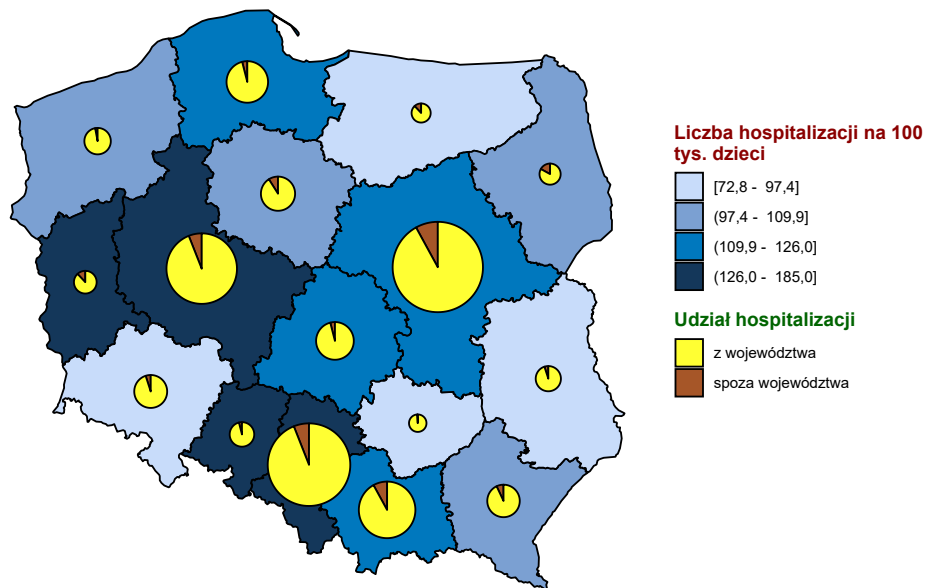 Liczba hospitalizacji na 100
tys. dzieci
[72,8 - 97,4]
(97,4 - 109,9]
(109,9 - 126,0]
(126,0 - 185,0]
Udział hospitalizacji
z województwa
spoza województwa